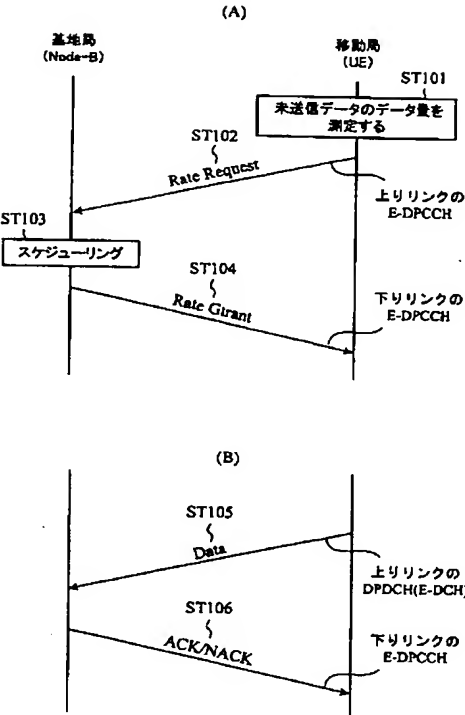 (A)
基地局
(Node-B)
移動局
(UE)
ST101
未送信データのデータ量を
測定する
ST102
Rate Request
上りリンクの
E-DPCCH
ST103
スケジューリング
ST104
Rate Girant
下りリンクの
E-DPCCH
(B)
ST105
Data
上りリンクの
DPDCH(E-DCH)
ST106
ACK/NACK
下りリンクの
E-DPCCH